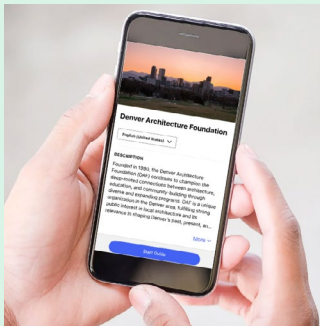 Denver Architecture Foundation
English (United States)
DESCRIPTION
Founded in 1990, the Denver Architecture
Foundation (DAF) continues to champion the
deep-rooted connections between architecture,
education, and community building through
diverse and extending programs. DAF is a unique
organization in the Denver area, fulfilling strong
public interest in local architecture and its
relevance in shaping Denver's past, present, an...
More
Start Guide